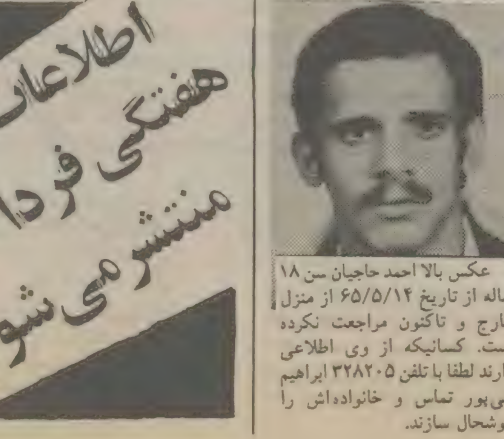 عکس بالا احمد حاجیان سن ۱۸
ساله از تاریخ ۶۵/۵/۱۴ از منزل
خارج و تاکنون مراجعت نکرده
است. کسانیکه از وی اطلاعی
دارند لطفا با تلفن ۳۲۸۲۰۵ ابراهیم
تماس و خانواده‌اش را
خوشحال سازند.
اطلاعات
هفتگی فردا
منتشر می شود